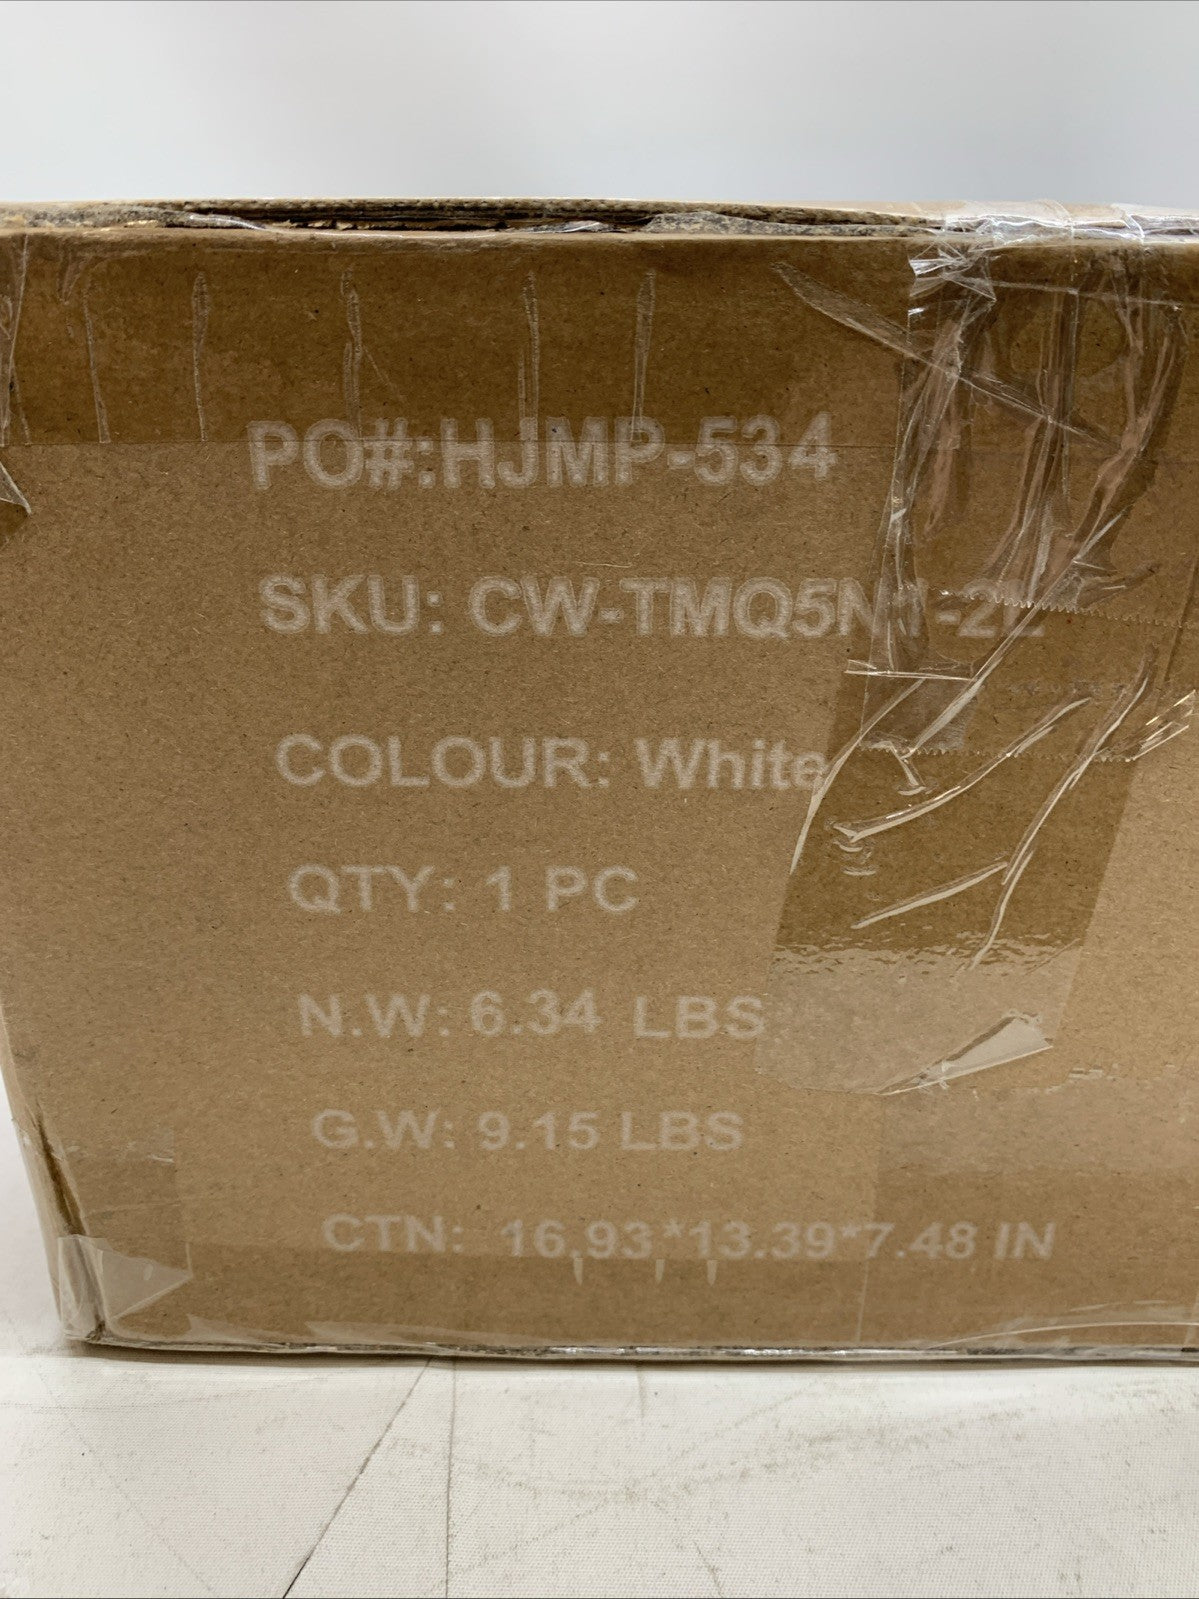 PO#:HJMP-534
SKU:
COLOUR: White
QTY: 1 PC
N.W: 6.34 LBS
G.W: 9.15 LBS
CTN: 16.93*13.39*7.48 IN